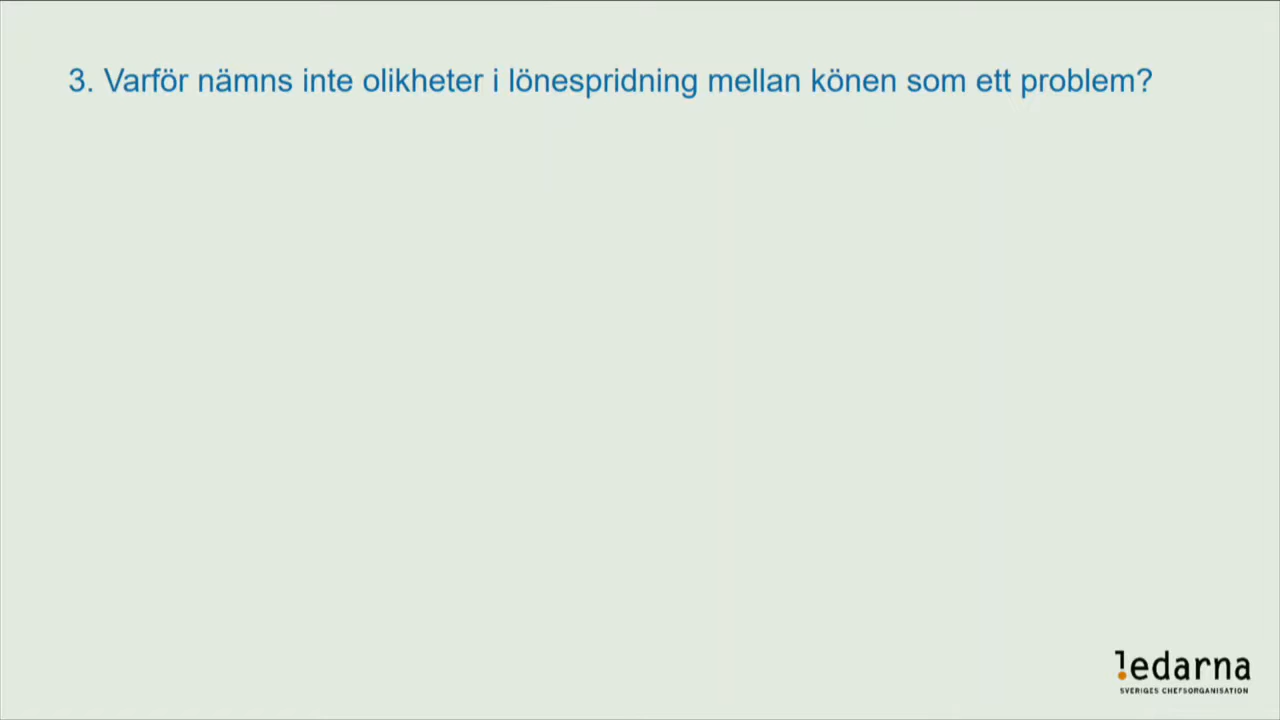 3. Varför nämns inte olikheter i lönespridning mellan könen som ett problem?
ledarna
SVERIGES CHEFSORGANISATION